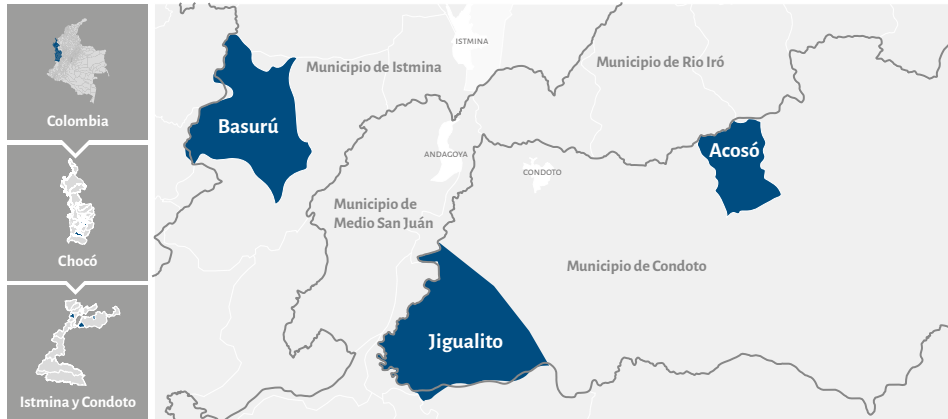 Colombia
Chocó
Istmina y Condoto
ISTMINA
Municipio de Istmina
Municipio de Rio Iró
Basurú
Acosó
ANDAGOYA
CONDOTO
Municipio de
Medio San Juán
Municipio de Condoto
Jigualito